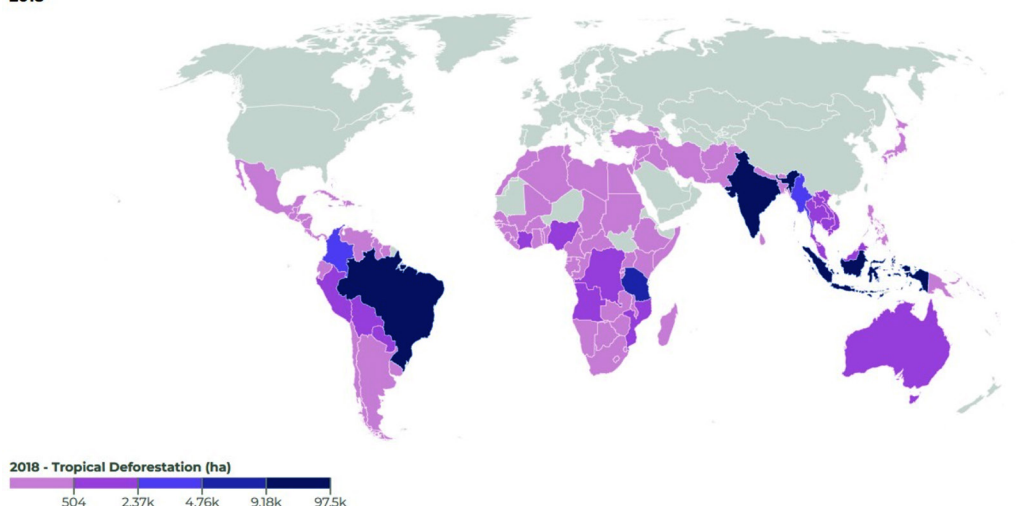 2018 - Tropical Deforestation (ha)
504 2.37k 4.76k 9.18k 97.5k